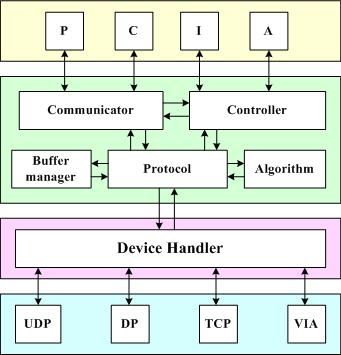 P C I A
Communicator Controller
Buffer
manager
Protocol Algorithm
Device Handler
UDP DP TCP VIA